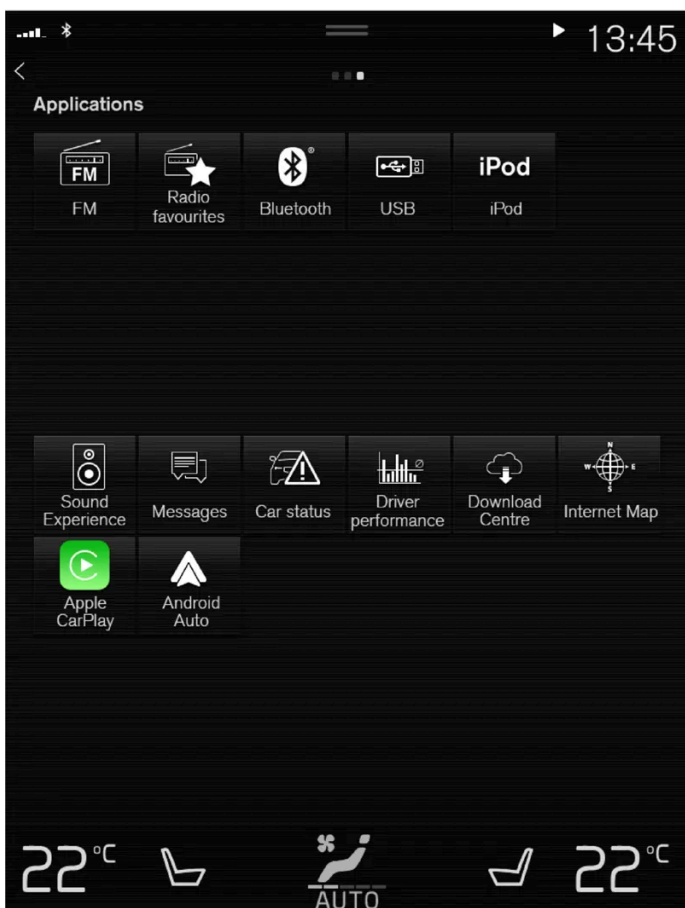 13:45
Applications
FM
iPod
FM
Radio
favourites
Bluetooth
USB
iPod
N
W
E
S
Sound
Experience
Messages
Car status
Driver
performance
Download
Centre
Internet Map
Apple
CarPlay
Android
Auto
22°C
22°C
AUTO